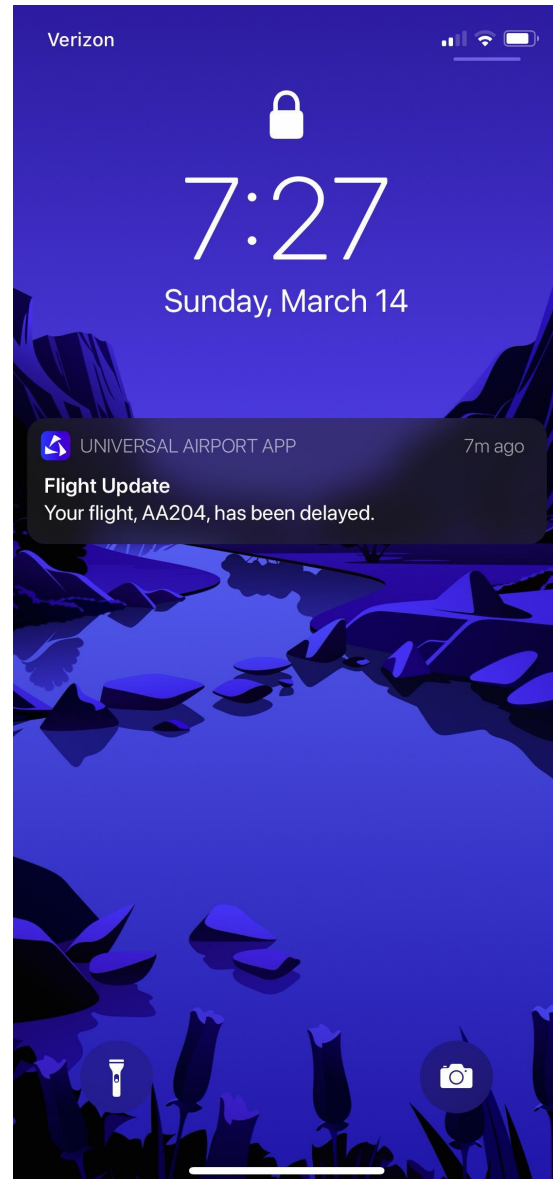 Verizon
7:27
Sunday, March 14
UNIVERSAL AIRPORT APP 7m ago
Flight Update
Your flight, AA204, has been delayed.